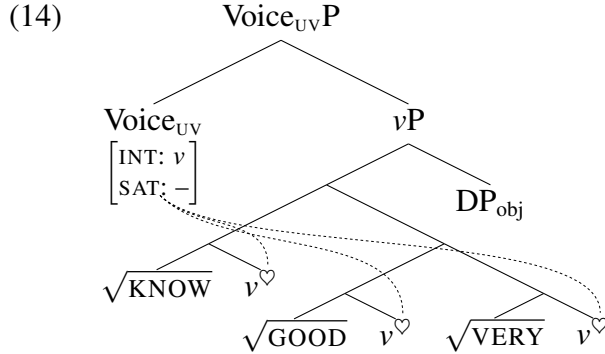 (14) Voice_UV P
Voice_UV vP
[INT: v
SAT: –] DP_obj
√KNOW v♡
√GOOD v♡ √VERY v♡